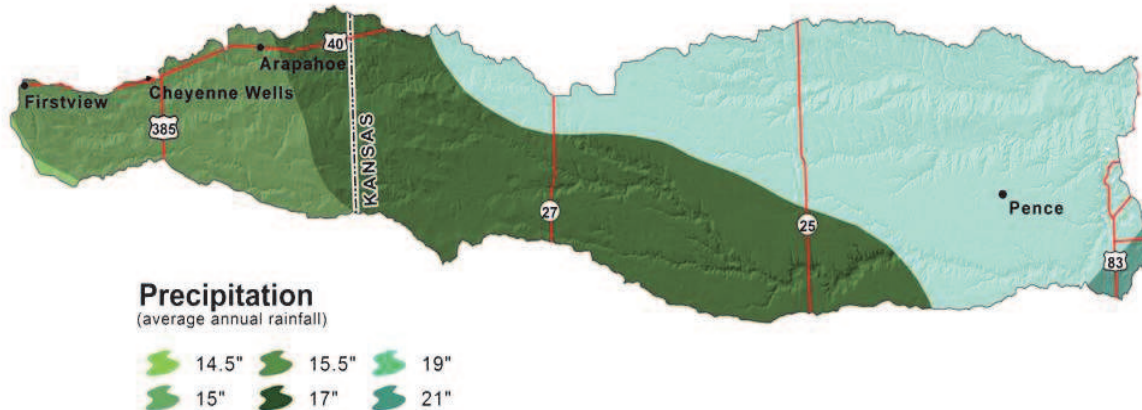 40
Arapahoe
Firstview
Cheyenne Wells
385
KANSAS
27
25
Pence
83
Precipitation
(average annual rainfall)
14.5" 15.5" 19"
15" 17" 21"